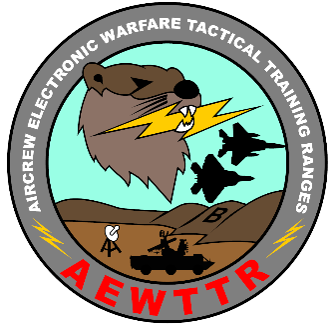 AIRCREW ELECTRONIC WARFARE TACTICAL TRAINING RANGES
B
AEWTTR